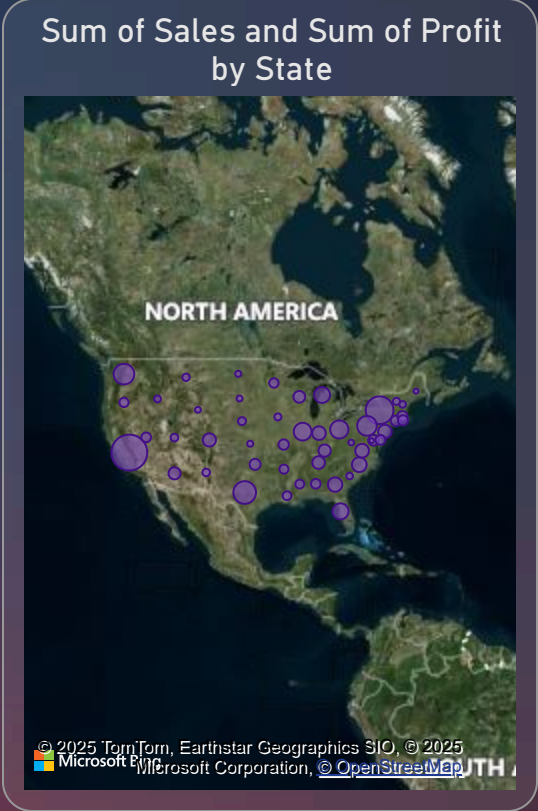 Sum of Sales and Sum of Profit
by State
NORTH AMERICA
© 2025 TomTom, Earthstar Geographics SIO, © 2025
Microsoft Bing
Microsoft Corporation, © OpenStreetMap
UTH A